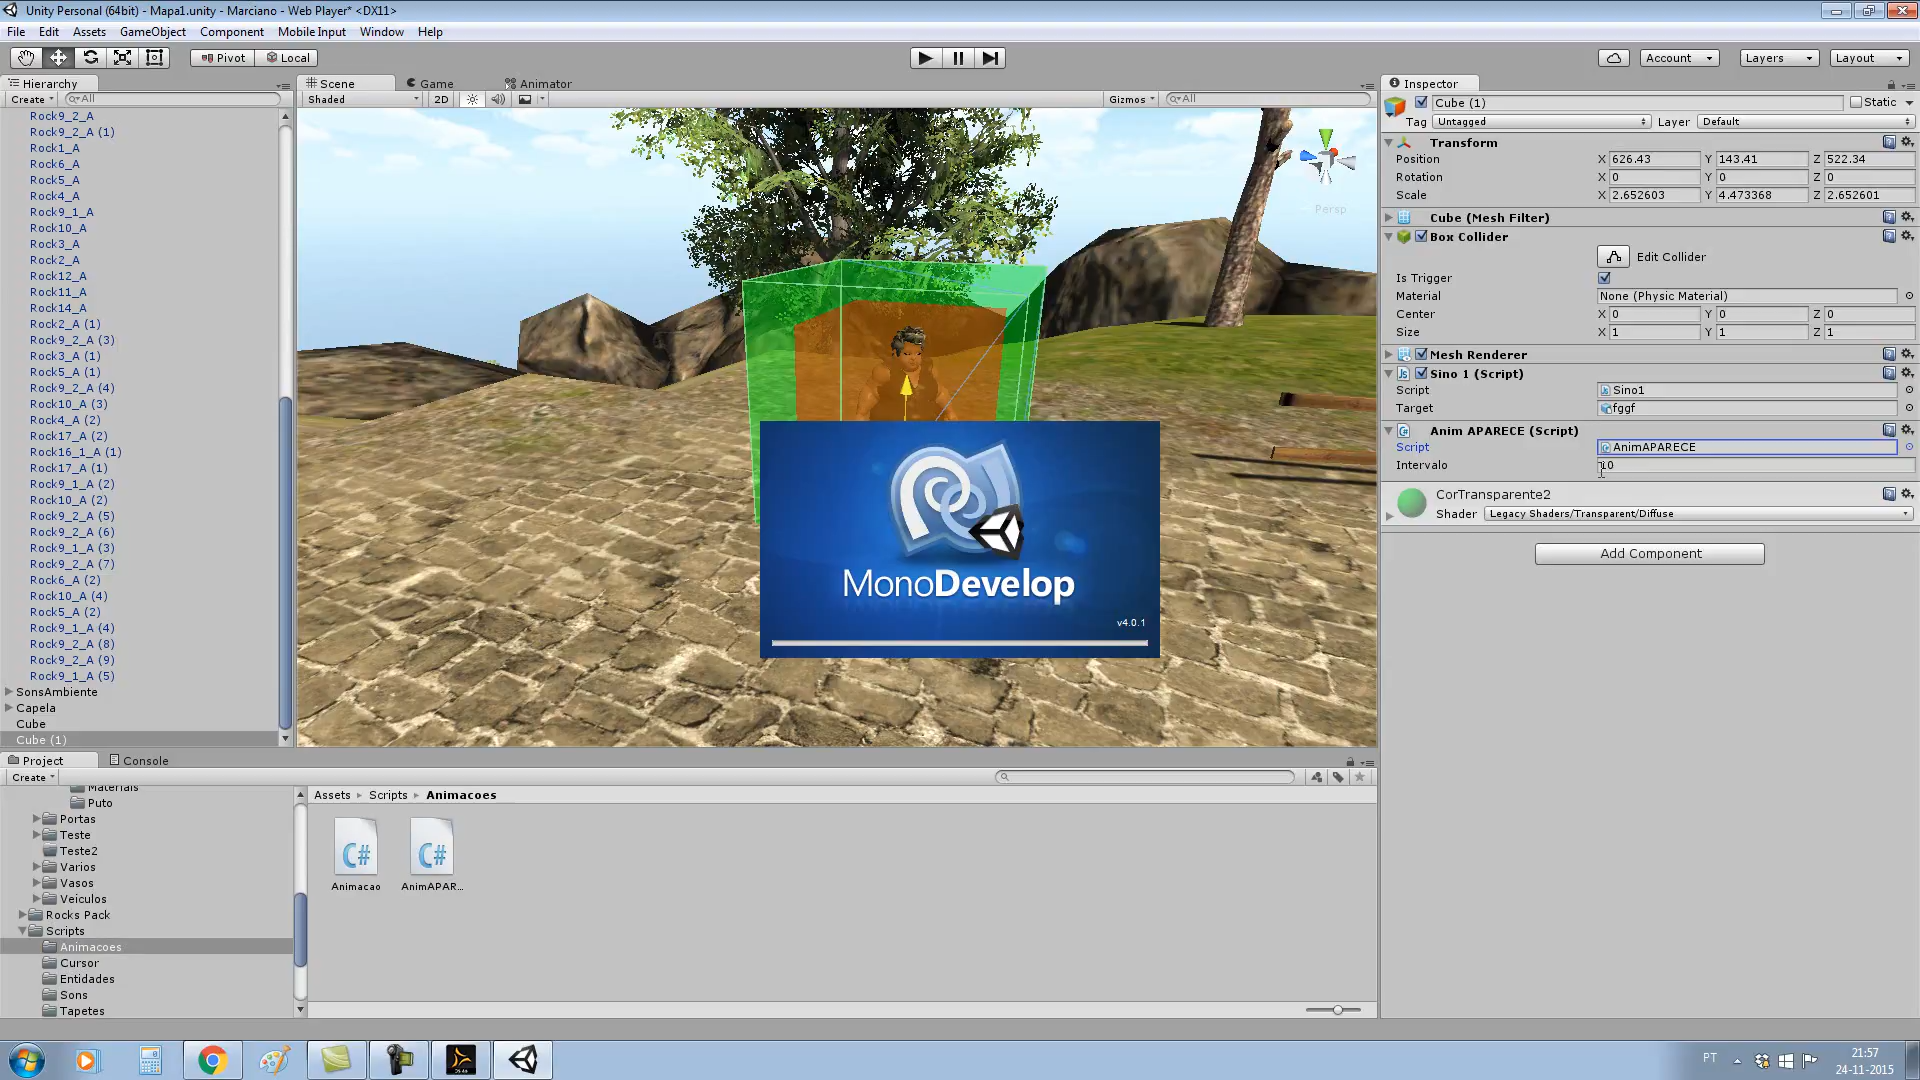 Unity Personal (64bit) - Mapa1.unity - Marciano - Web Player* <DX11>
File Edit Assets GameObject Component Mobile Input Window Help
Pivot Local Account Layers Layout
Hierarchy
Create All
Rock9_2_A
Rock9_2_A (1)
Rock1_A
Rock6_A
Rock5_A
Rock4_A
Rock9_1_A
Rock10_A
Rock3_A
Rock2_A
Rock12_A
Rock11_A
Rock14_A
Rock2_A (1)
Rock9_2_A (3)
Rock3_A (1)
Rock5_A (1)
Rock9_2_A (4)
Rock10_A (3)
Rock4_A (2)
Rock17_A (2)
Rock16_1_A (1)
Rock17_A (1)
Rock9_1_A (2)
Rock10_A (2)
Rock9_2_A (5)
Rock9_2_A (6)
Rock9_1_A (3)
Rock9_2_A (7)
Rock6_A (2)
Rock10_A (4)
Rock5_A (2)
Rock9_1_A (4)
Rock9_2_A (8)
Rock9_2_A (9)
Rock9_1_A (5)
SonsAmbiente
Capela
Cube
Cube (1)
Scene Game Animator
Shaded 2D Gizmos All
Persp
MonoDevelop
v4.0.1
Inspector
Cube (1) Static
Tag Untagged Layer Default
Transform
Position X 626.43 Y 143.41 Z 522.34
Rotation X 0 Y 0 Z 0
Scale X 2.652603 Y 4.473368 Z 2.652601
Cube (Mesh Filter)
Box Collider
Edit Collider
Is Trigger
Material None (Physic Material)
Center X 0 Y 0 Z 0
Size X 1 Y 1 Z 1
Mesh Renderer
Sino 1 (Script)
Script Sino1
Target fggf
Anim APARECE (Script)
Script AnimAPARECE
Intervalo 10
CorTransparente2
Shader Legacy Shaders/Transparent/Diffuse
Add Component
Project Console
Create
Materials
Puto
Portas
Teste
Teste2
Varios
Vasos
Veiculos
Rocks Pack
Scripts
Animacoes
Cursor
Entidades
Sons
Tapetes
Assets Scripts Animacoes
C# C#
Animacao AnimAPAR...
PT
21:57
24-11-2015